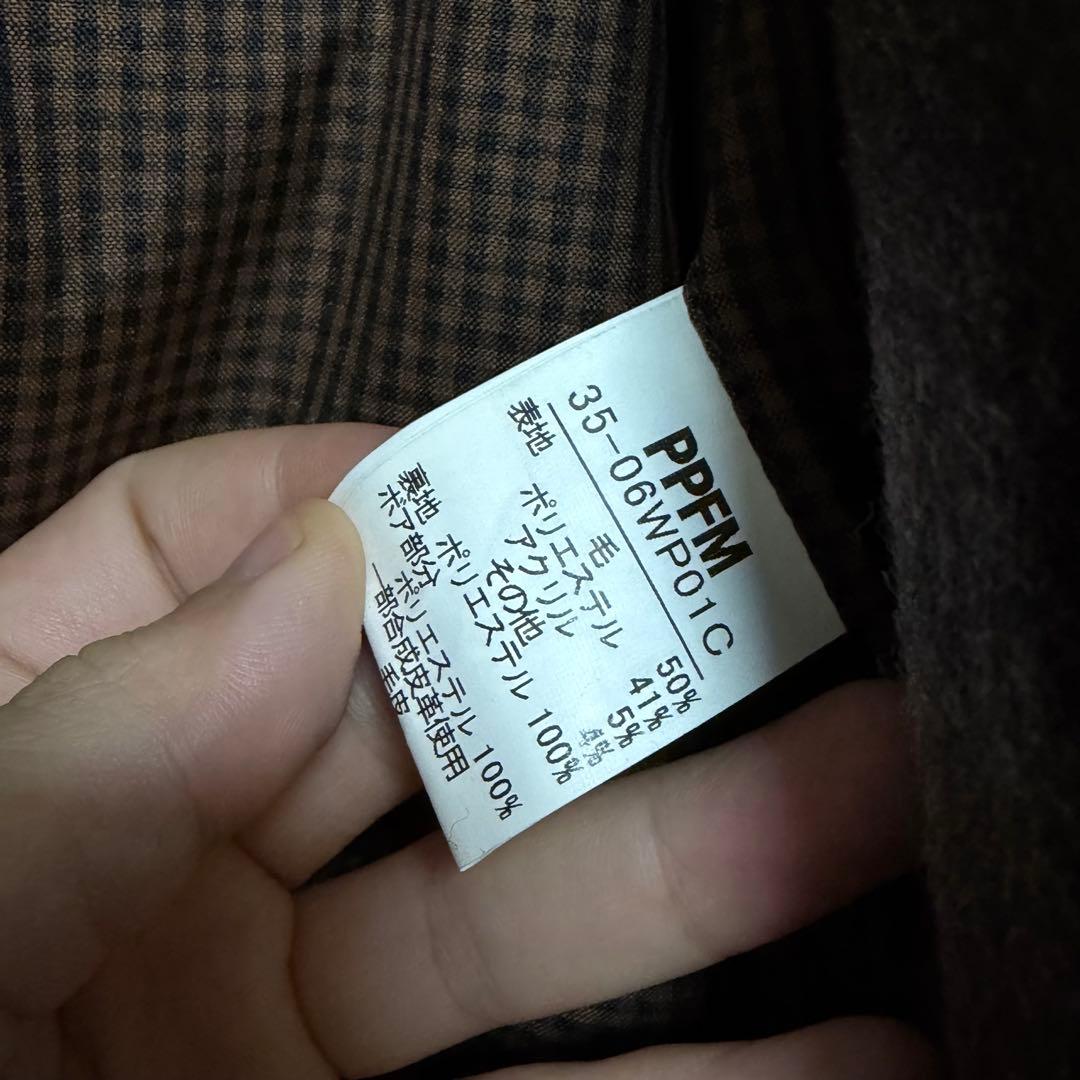 PPFM
35-06WP01C
表地 毛 50%
ポリエステル 41%
アクリル 5%
その他 4%
裏地 ポリエステル 100%
ボア部分 ポリエステル 100%
一部合成皮革使用
毛皮